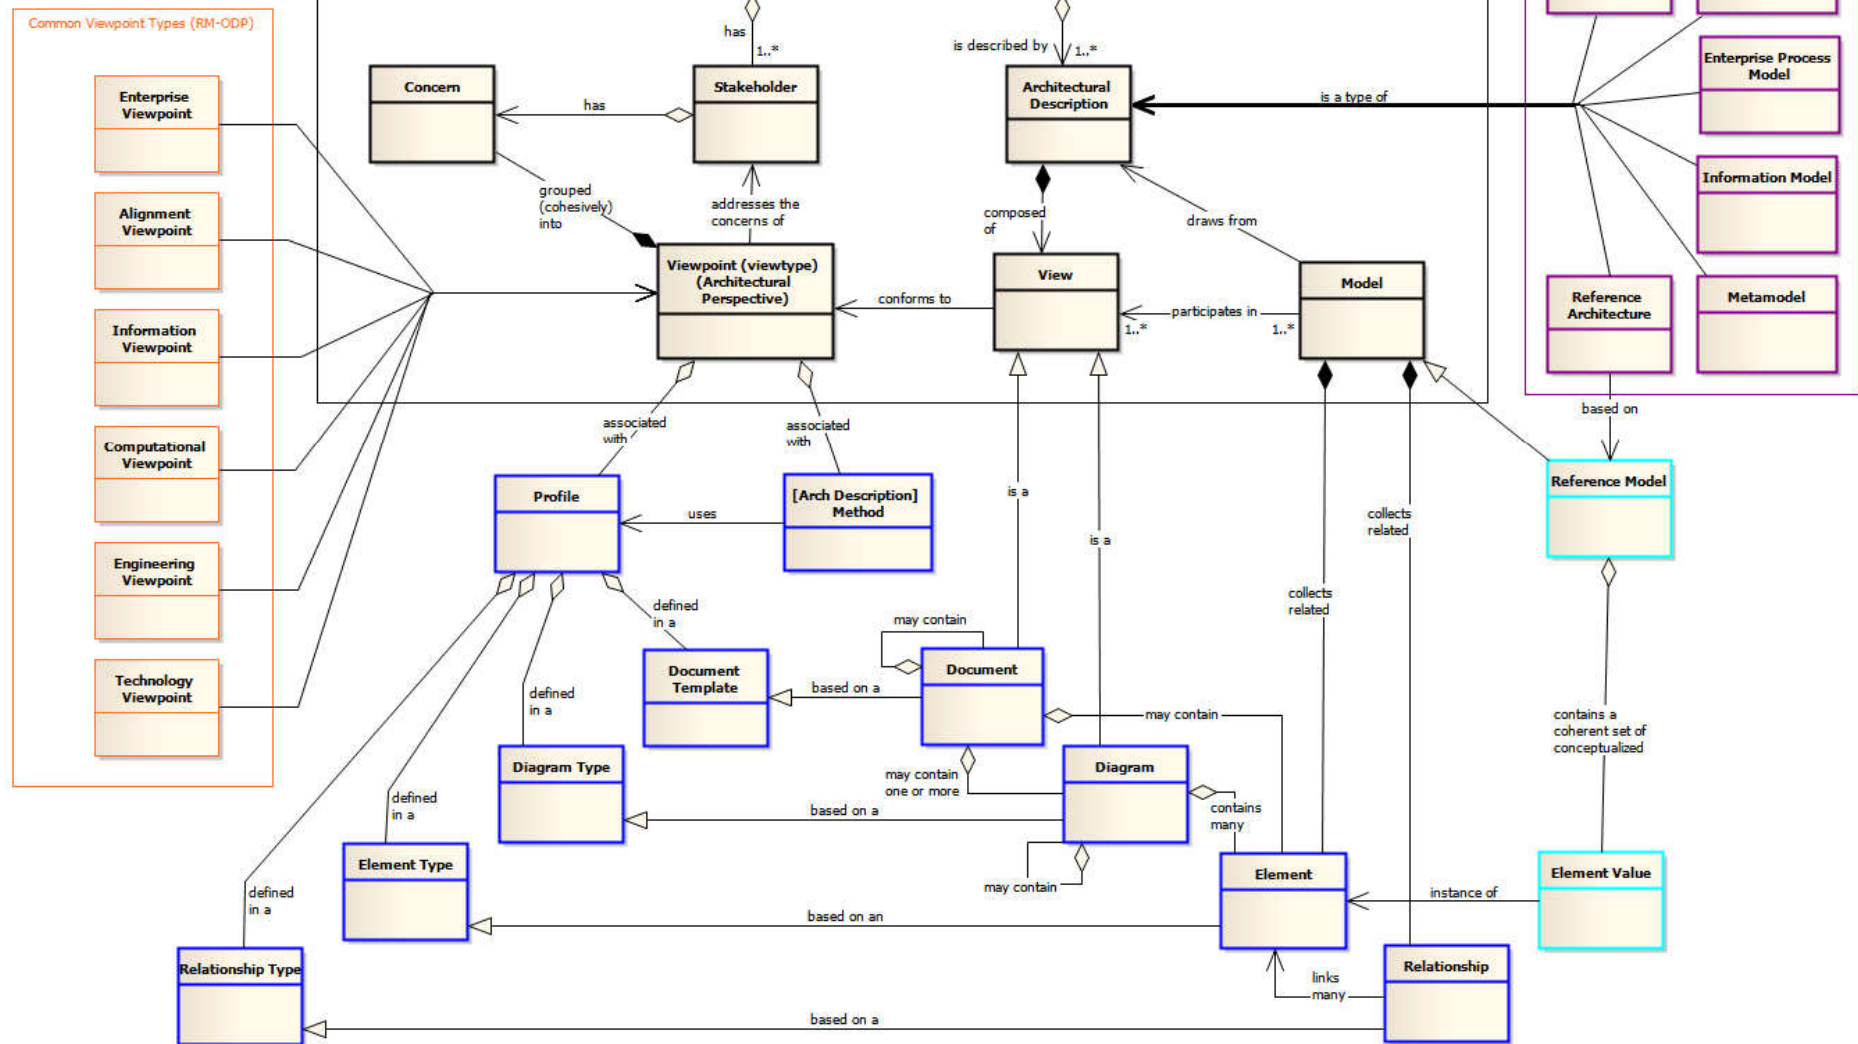 Common Viewpoint Types (RM-ODP)
Enterprise
Viewpoint
Alignment
Viewpoint
Information
Viewpoint
Computational
Viewpoint
Engineering
Viewpoint
Technology
Viewpoint
has
1..*
is described by
1..*
Concern
has
Stakeholder
Architectural
Description
is a type of
Enterprise Process
Model
Information Model
Reference
Architecture
Metamodel
grouped
(cohesively)
into
addresses the
concerns of
composed
of
draws from
Viewpoint (viewtype)
(Architectural
Perspective)
conforms to
View
participates in
1..*
1..*
Model
based on
associated
with
associated
with
Profile
uses
[Arch Description]
Method
is a
is a
collects
related
collects
related
Reference Model
defined
in a
may contain
Document
Template
based on a
Document
may contain
defined
in a
Diagram Type
may contain
one or more
Diagram
contains
many
contains a
coherent set of
conceptualized
defined
in a
based on a
may contain
Element Type
Element
instance of
Element Value
defined
in a
based on an
Relationship Type
links
many
Relationship
based on a